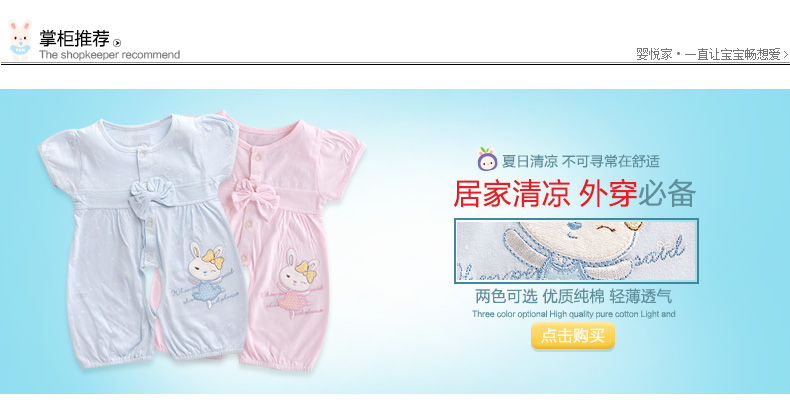 掌柜推荐
The shopkeeper recommend
婴悦家·一直让宝宝畅想爱
夏日清凉 不可寻常在舒适
居家清凉 外穿必备
said
两色可选 优质纯棉 轻薄透气
Three color optional High quality pure cotton Light and
点击购买